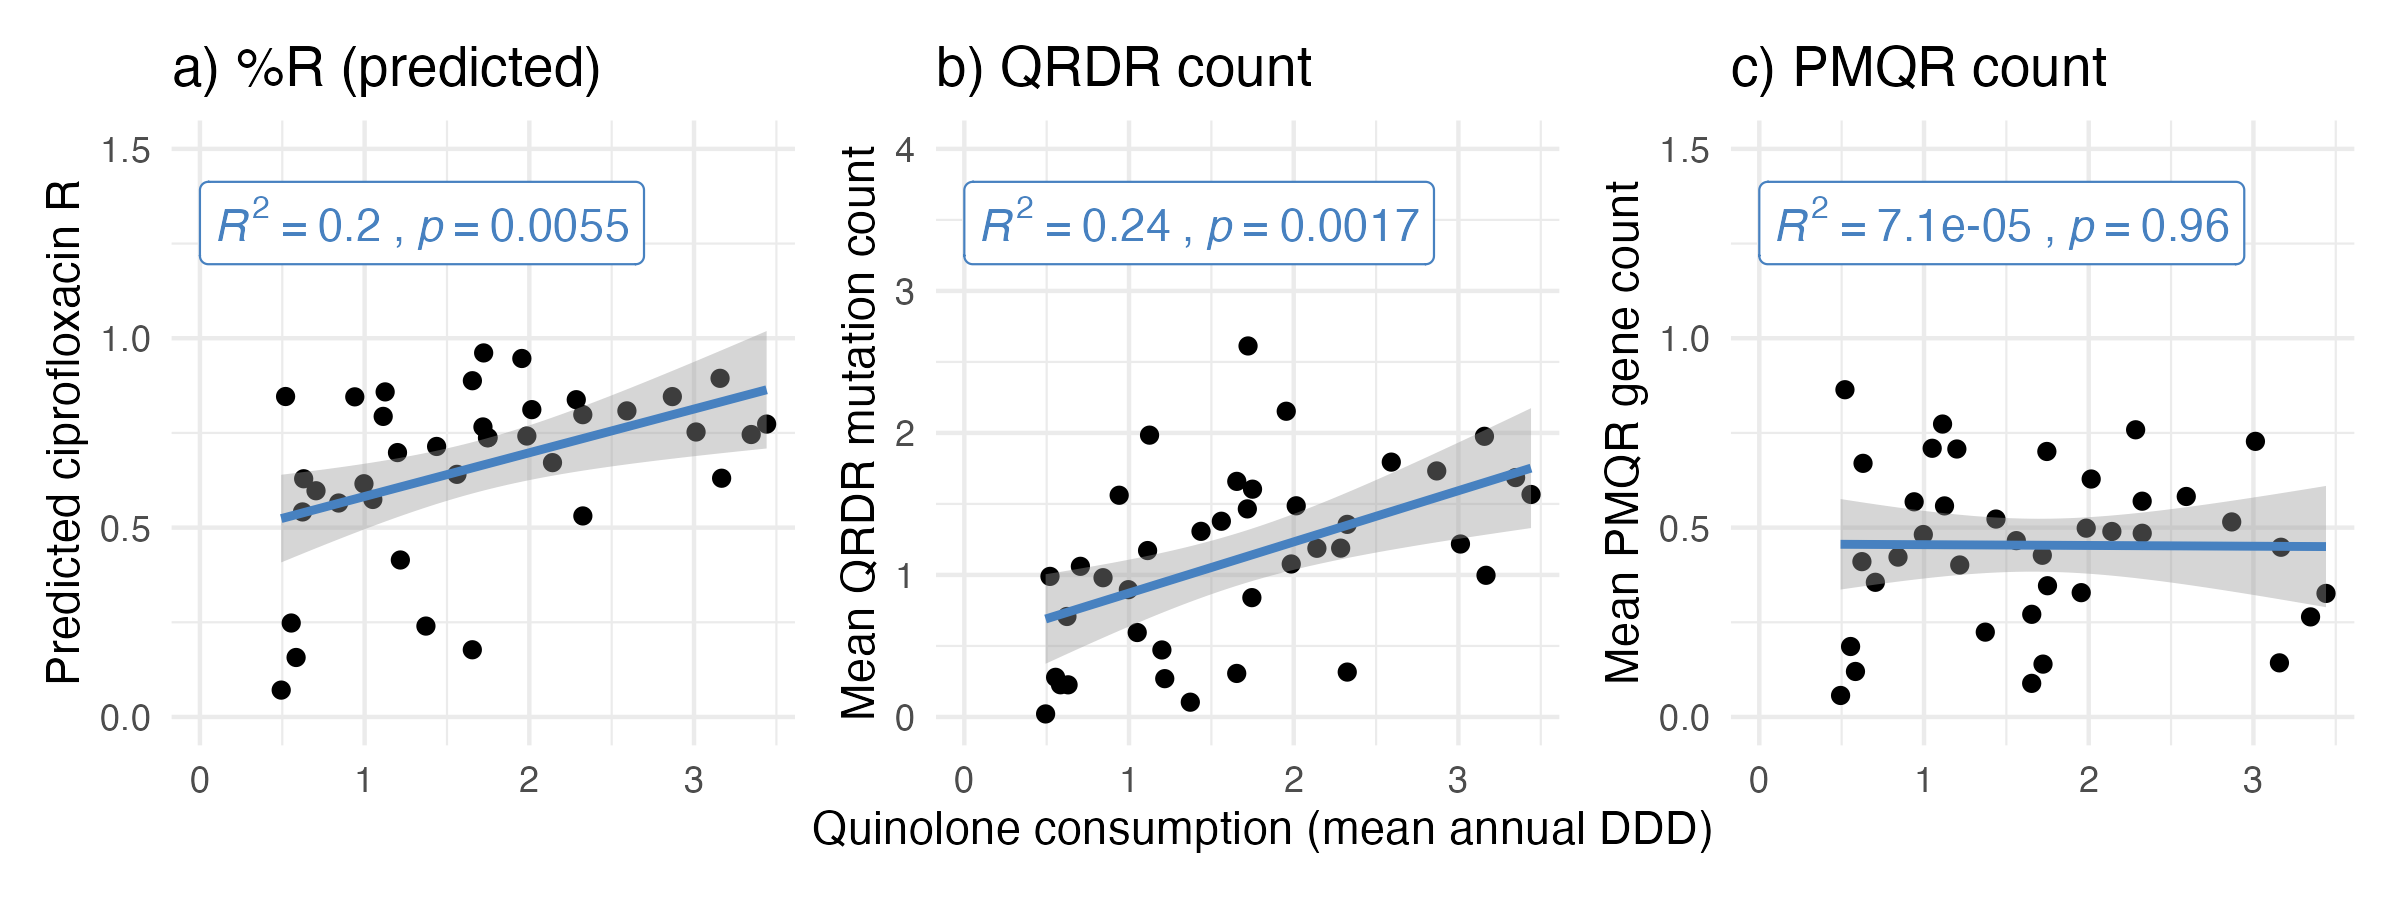 a) %R (predicted)
Predicted ciprofloxacin R
1.5
1.0
0.5
0.0
R² = 0.2 , p = 0.0055
0 1 2 3
b) QRDR count
Mean QRDR mutation count
4
3
2
1
0
R² = 0.24 , p = 0.0017
0 1 2 3
c) PMQR count
Mean PMQR gene count
1.5
1.0
0.5
0.0
R² = 7.1e-05 , p = 0.96
0 1 2 3
Quinolone consumption (mean annual DDD)